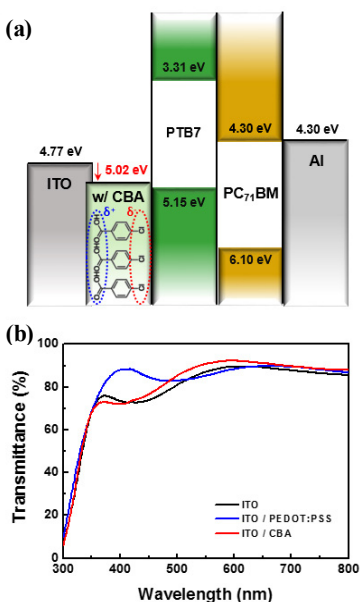 (a)
3.31 eV
4.77 eV
5.02 eV
PTB7
4.30 eV
4.30 eV
ITO
w/ CBA
Al
δ+
δ-
5.15 eV
PC71BM
6.10 eV
(b)
Transmittance (%)
100
80
60
40
20
0
ITO
ITO / PEDOT:PSS
ITO / CBA
300
400
500
600
700
800
Wavelength (nm)